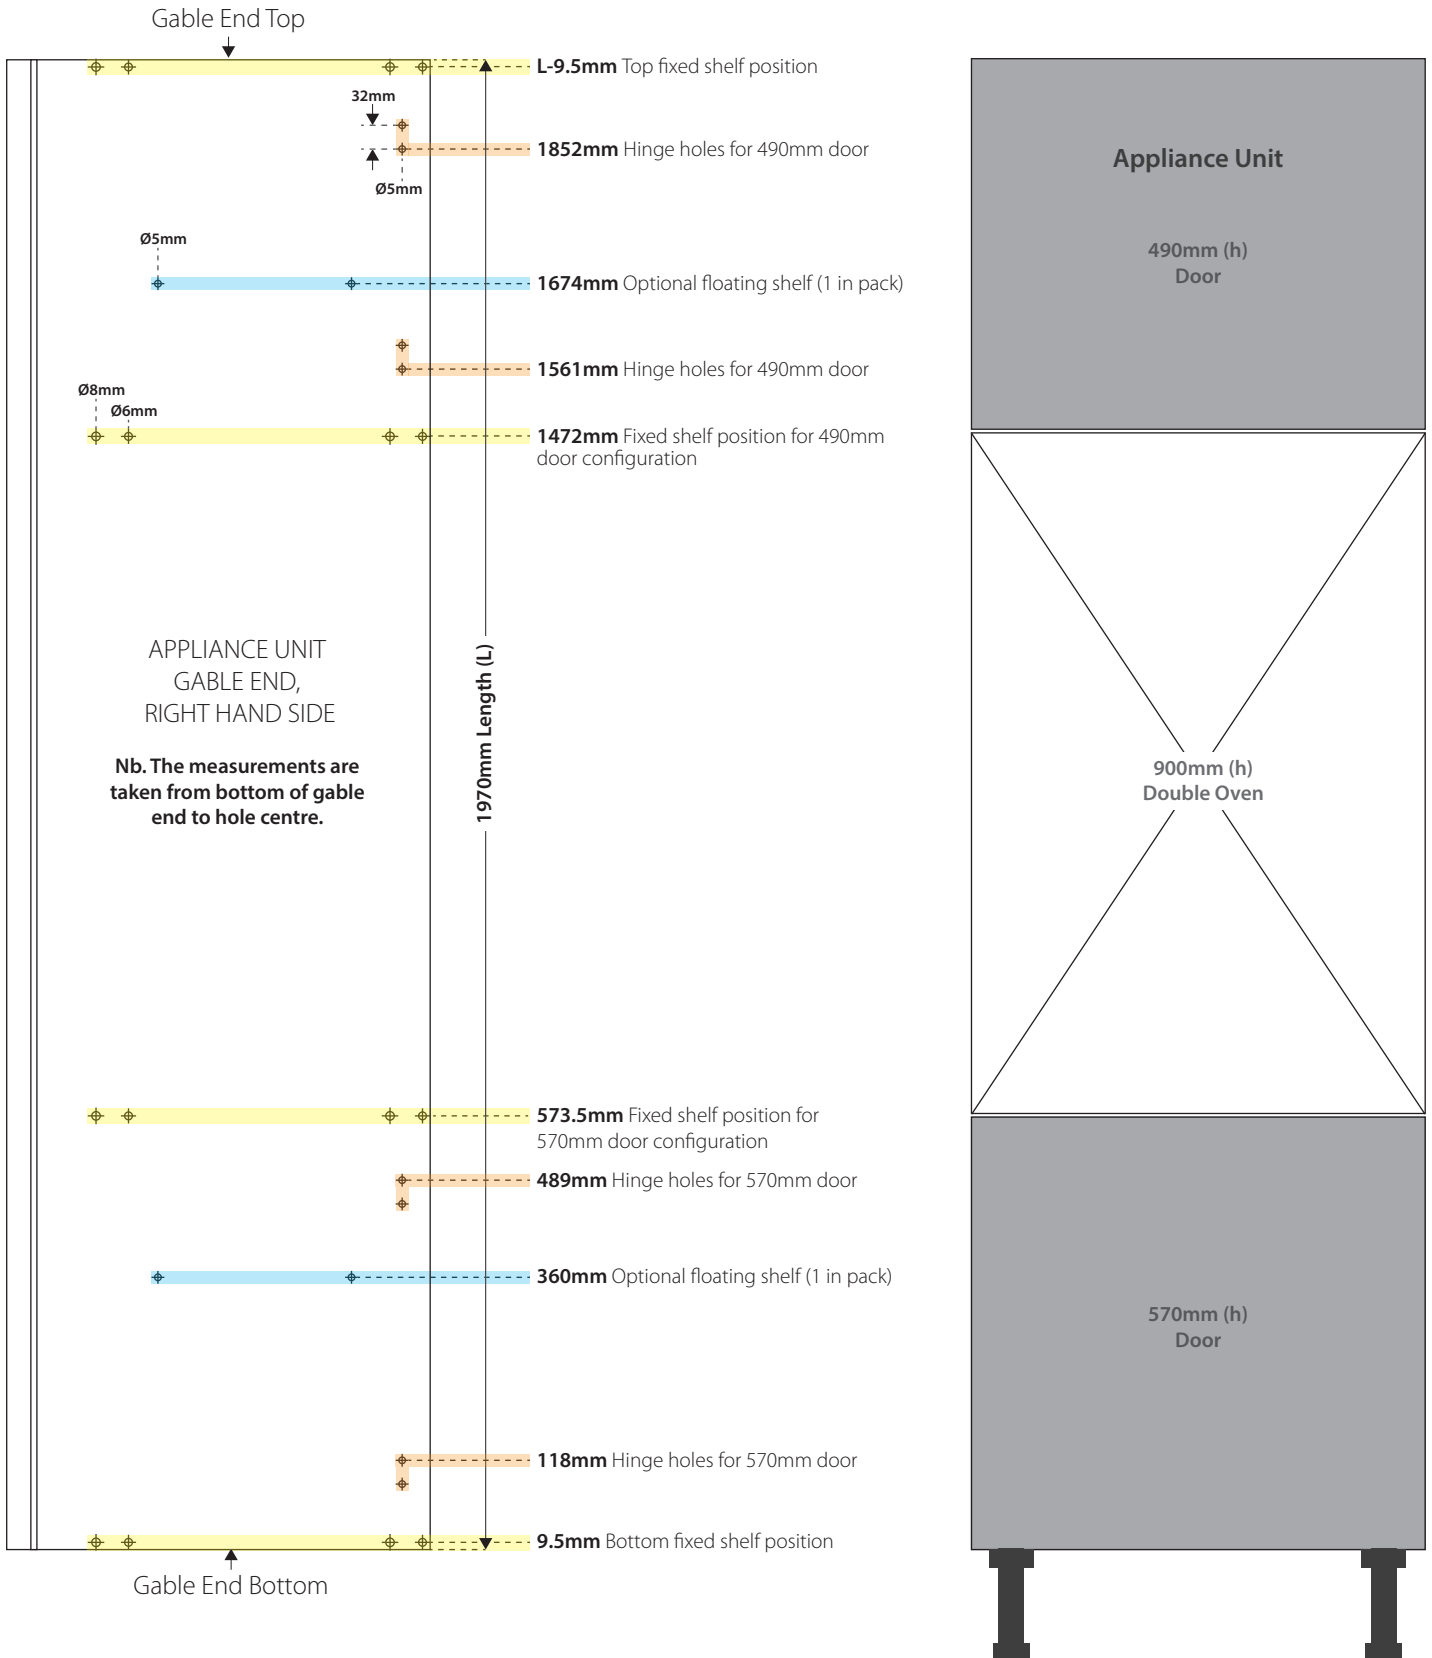 Gable End Top
L-9.5mm Top fixed shelf position
32mm
1852mm Hinge holes for 490mm door
Ø5mm
Ø5mm
1674mm Optional floating shelf (1 in pack)
1561mm Hinge holes for 490mm door
Ø8mm
Ø6mm
1472mm Fixed shelf position for 490mm
door configuration
APPLIANCE UNIT
GABLE END,
RIGHT HAND SIDE
Nb. The measurements are
taken from bottom of gable
end to hole centre.
1970mm Length (L)
573.5mm Fixed shelf position for
570mm door configuration
489mm Hinge holes for 570mm door
360mm Optional floating shelf (1 in pack)
118mm Hinge holes for 570mm door
9.5mm Bottom fixed shelf position
Gable End Bottom
Appliance Unit
490mm (h)
Door
900mm (h)
Double Oven
570mm (h)
Door